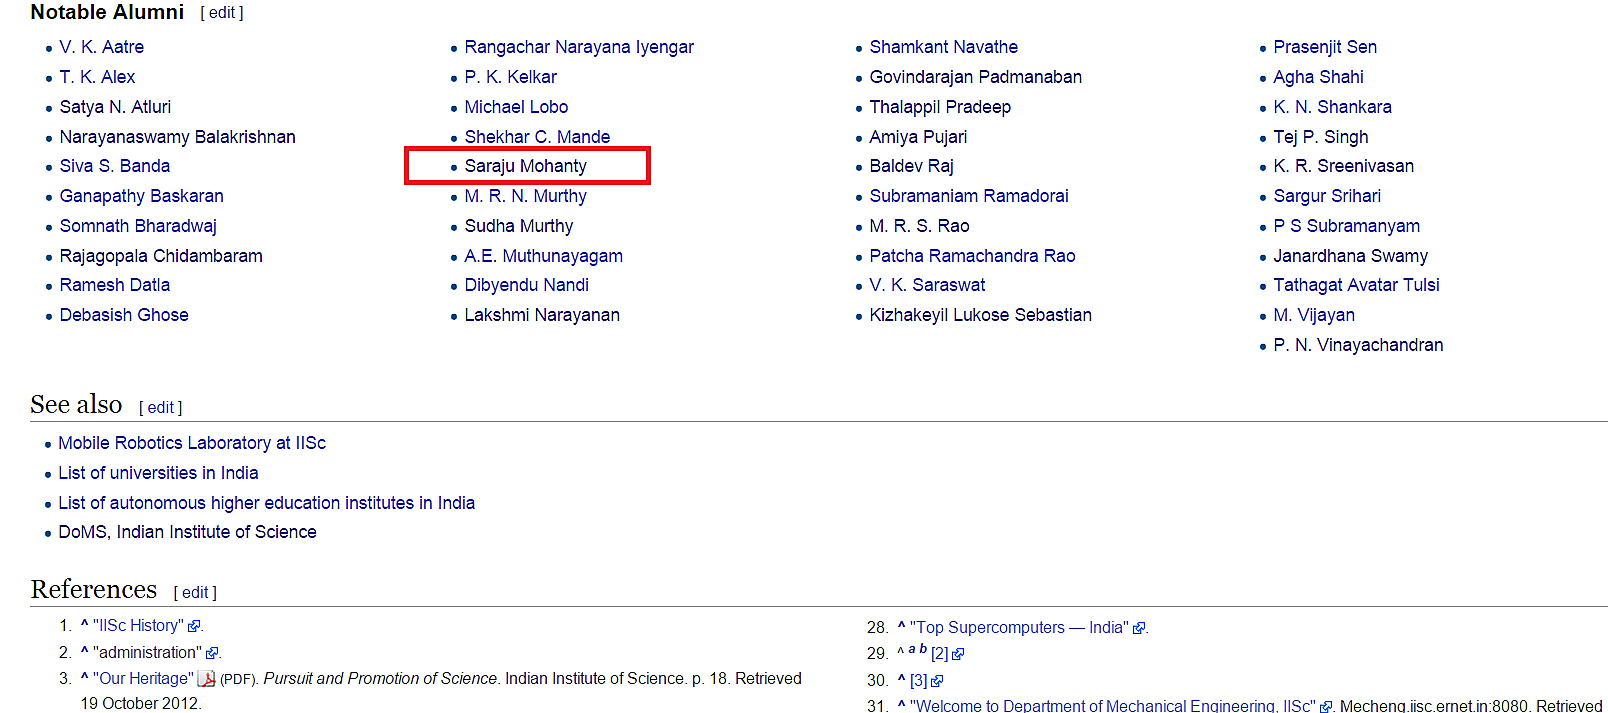 Notable Alumni [ edit ]
V. K. Aatre
T. K. Alex
Satya N. Atluri
Narayanaswamy Balakrishnan
Siva S. Banda
Ganapathy Baskaran
Somnath Bharadwaj
Rajagopala Chidambaram
Ramesh Datla
Debasish Ghose
Rangachar Narayana Iyengar
P. K. Kelkar
Michael Lobo
Shekhar C. Mande
Saraju Mohanty
M. R. N. Murthy
Sudha Murthy
A.E. Muthunayagam
Dibyendu Nandi
Lakshmi Narayanan
Shamkant Navathe
Govindarajan Padmanaban
Thalappil Pradeep
Amiya Pujari
Baldev Raj
Subramaniam Ramadorai
M. R. S. Rao
Patcha Ramachandra Rao
V. K. Saraswat
Kizhakeyil Lukose Sebastian
Prasenjit Sen
Agha Shahi
K. N. Shankara
Tej P. Singh
K. R. Sreenivasan
Sargur Srihari
P S Subramanyam
Janardhana Swamy
Tathagat Avatar Tulsi
M. Vijayan
P. N. Vinayachandran
See also [ edit ]
Mobile Robotics Laboratory at IISc
List of universities in India
List of autonomous higher education institutes in India
DoMS, Indian Institute of Science
References [ edit ]
1. ^ "IISc History".
2. ^ "administration".
3. ^ "Our Heritage" (PDF). Pursuit and Promotion of Science. Indian Institute of Science. p. 18. Retrieved
19 October 2012.
28. ^ "Top Supercomputers — India".
29. ^ a b [2]
30. ^ [3]
31. ^ "Welcome to Department of Mechanical Engineering, IISc". Mecheng.iisc.ernet.in:8080. Retrieved